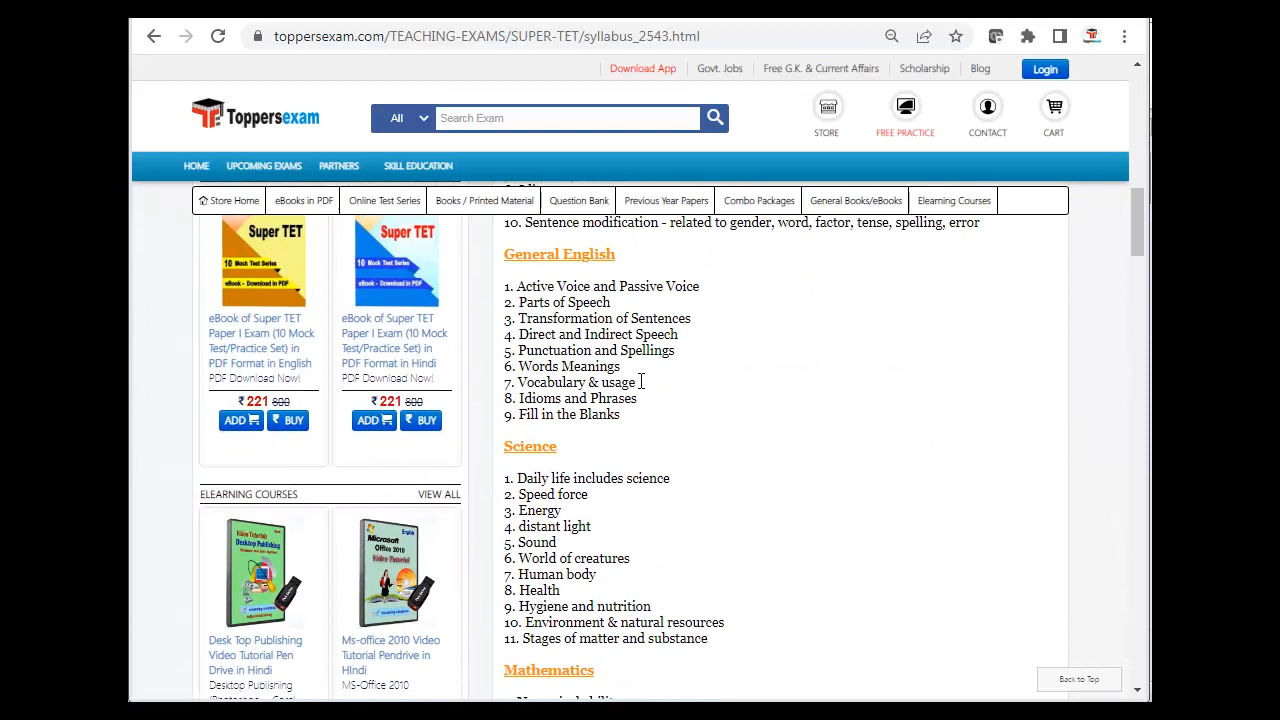 toppersexam.com/TEACHING-EXAMS/SUPER-TET/syllabus_2543.html
Download App
Govt. Jobs
Free G.K. & Current Affairs
Scholarship
Blog
Login
Toppersexam
All
Search Exam
STORE
FREE PRACTICE
CONTACT
CART
HOME
UPCOMING EXAMS
PARTNERS
SKILL EDUCATION
Store Home
eBooks in PDF
Online Test Series
Books / Printed Material
Question Bank
Previous Year Papers
Combo Packages
General Books/eBooks
Elearning Courses
Super TET
10 Mock Test Series
eBook - Download in PDF
eBook of Super TET
Paper I Exam (10 Mock
Test/Practice Set) in
PDF Format in English
PDF Download Now!
₹ 221 800
ADD
₹ BUY
Super TET
10 Mock Test Series
eBook - Download in PDF
eBook of Super TET
Paper I Exam (10 Mock
Test/Practice Set) in
PDF Format in Hindi
PDF Download Now!
₹ 221 800
ADD
₹ BUY
ELEARNING COURSES
VIEW ALL
Video Tutorials
Desktop Publishing
Desk Top Publishing
Video Tutorial Pen
Drive in Hindi
Desktop Publishing
Microsoft
Office 2010
Video Tutorial
Ms-office 2010 Video
Tutorial Pendrive in
HIndi
MS-Office 2010
10. Sentence modification - related to gender, word, factor, tense, spelling, error
General English
1. Active Voice and Passive Voice
2. Parts of Speech
3. Transformation of Sentences
4. Direct and Indirect Speech
5. Punctuation and Spellings
6. Words Meanings
7. Vocabulary & usage
8. Idioms and Phrases
9. Fill in the Blanks
Science
1. Daily life includes science
2. Speed force
3. Energy
4. distant light
5. Sound
6. World of creatures
7. Human body
8. Health
9. Hygiene and nutrition
10. Environment & natural resources
11. Stages of matter and substance
Mathematics
Back to Top